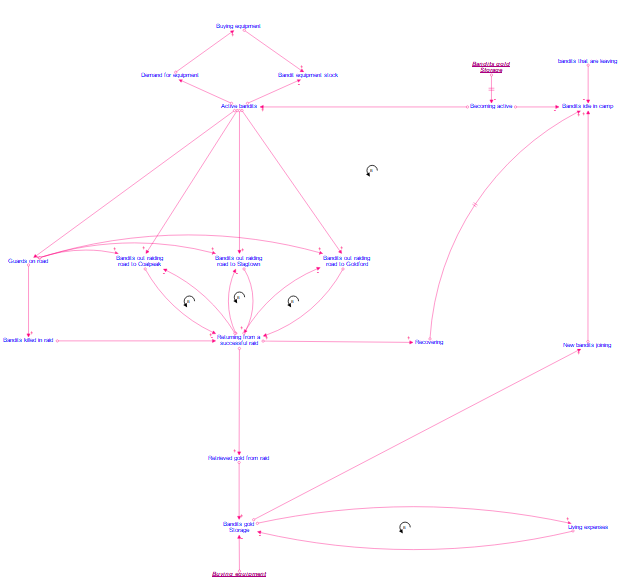 Buying equipment
Bandits gold
Storage
bandits that are leaving
Demand for equipment
Bandit equipment stock
Active bandits
Becoming active
Bandits idle in camp
Guards on road
Bandits out raiding
road to Coalpeak
Bandits out raiding
road to Slagtown
Bandits out raiding
road to Goldford
Bandits killed in raid
Returning from a
successful raid
Recovering
New bandits joining
Retrieved gold from raid
Bandits gold
Storage
Living expenses
Buying equipment